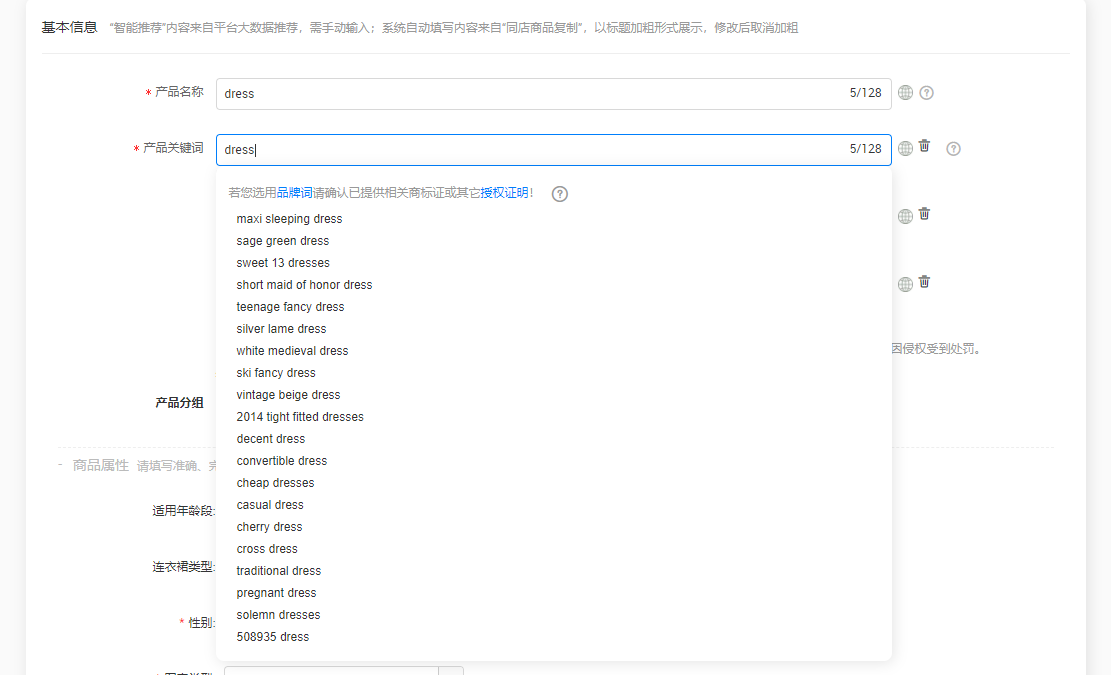 基本信息 “智能推荐”内容来自平台大数据推荐，需手动输入；系统自动填写内容来自“同店商品复制”，以标题加粗形式展示，修改后取消加粗
* 产品名称 dress 5/128
* 产品关键词 dress 5/128
若您选用品牌词请确认已提供相关商标证或其它授权证明!
maxi sleeping dress
sage green dress
sweet 13 dresses
short maid of honor dress
teenage fancy dress
silver lame dress
white medieval dress
因侵权受到处罚。
ski fancy dress
vintage beige dress
产品分组
2014 tight fitted dresses
decent dress
convertible dress
- 商品属性 请填写准确、
cheap dresses
casual dress
适用年龄段:
cherry dress
cross dress
连衣裙类型:
traditional dress
pregnant dress
solemn dresses
* 性别:
508935 dress